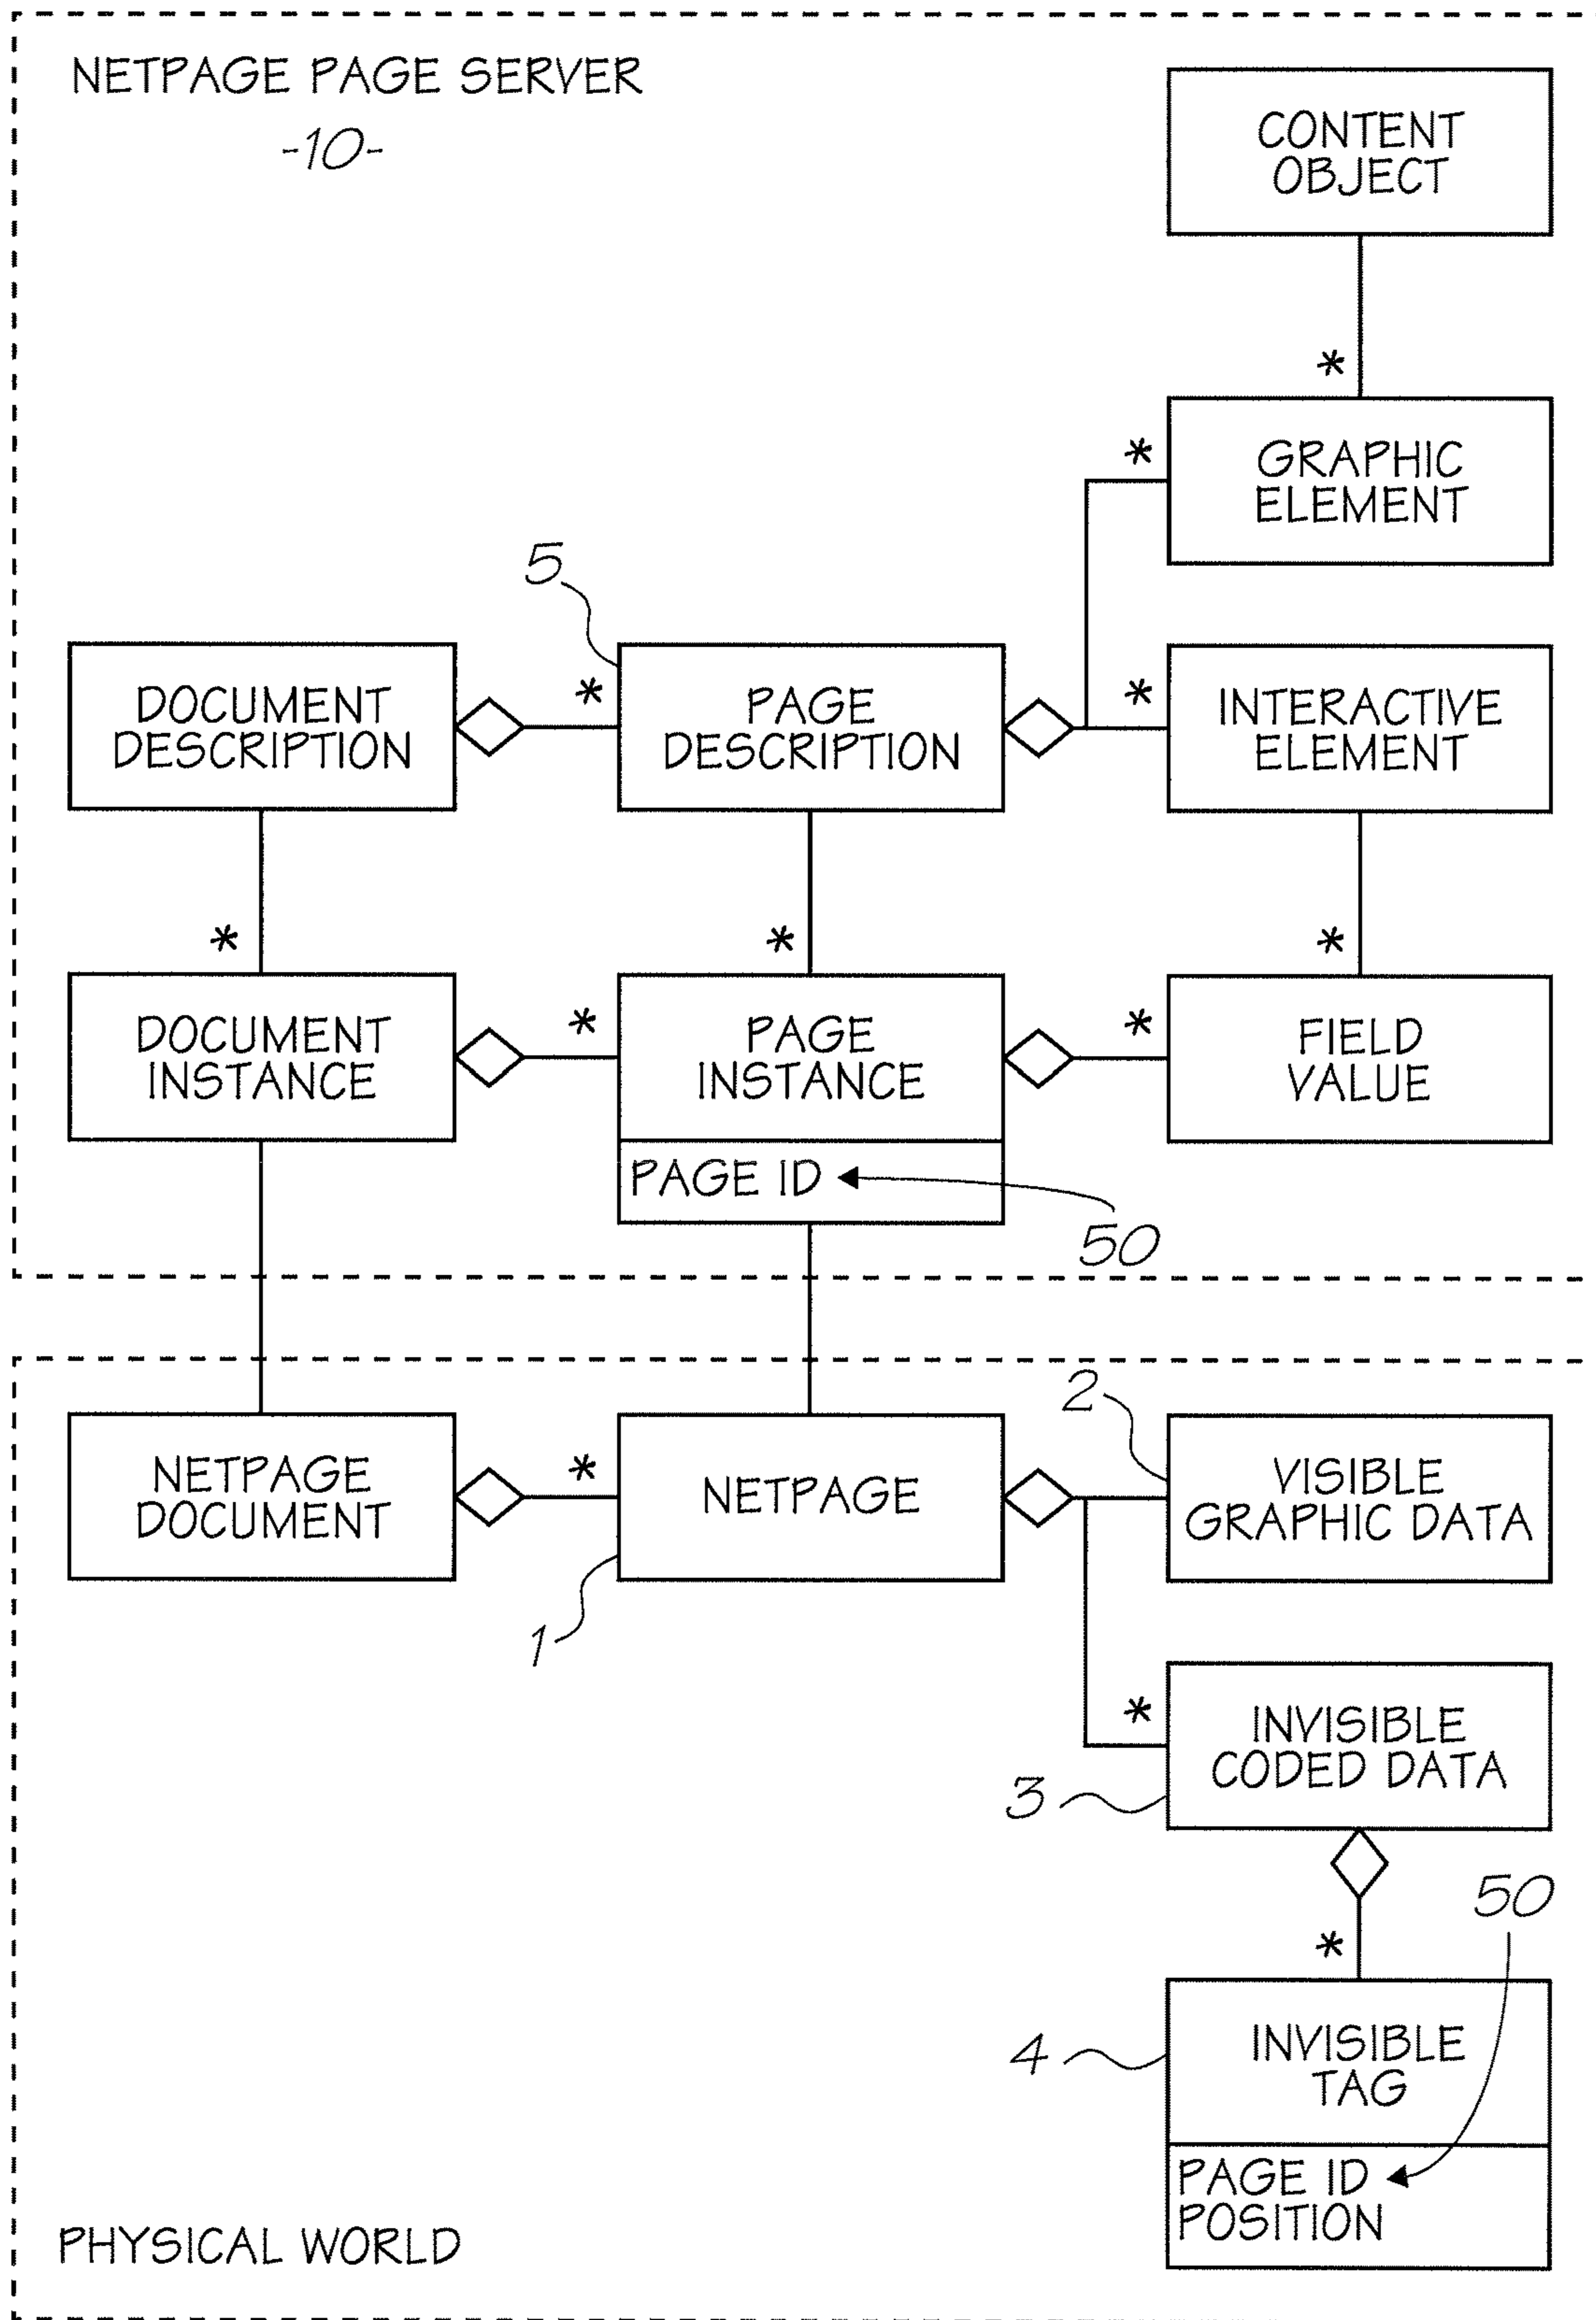 NETPAGE PAGE SERVER
-10-
CONTENT
OBJECT
*
*
GRAPHIC
ELEMENT
5
DOCUMENT
DESCRIPTION
*
PAGE
DESCRIPTION
*
INTERACTIVE
ELEMENT
*
*
*
DOCUMENT
INSTANCE
*
PAGE
INSTANCE
*
FIELD
VALUE
PAGE ID
50
2
NETPAGE
DOCUMENT
*
NETPAGE
VISIBLE
GRAPHIC DATA
1
*
INVISIBLE
CODED DATA
3
50
*
4
INVISIBLE
TAG
PAGE ID
POSITION
PHYSICAL WORLD